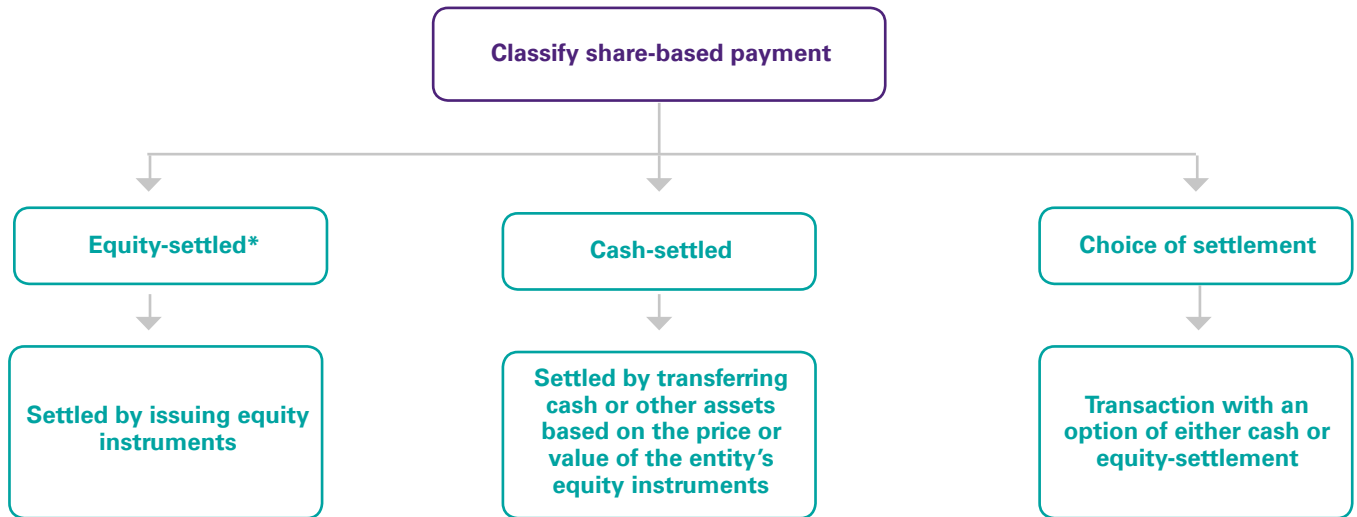 Classify share-based payment
Equity-settled*
Cash-settled
Choice of settlement
Settled by issuing equity
instruments
Settled by transferring
cash or other assets
based on the price or
value of the entity’s
equity instruments
Transaction with an
option of either cash or
equity-settlement